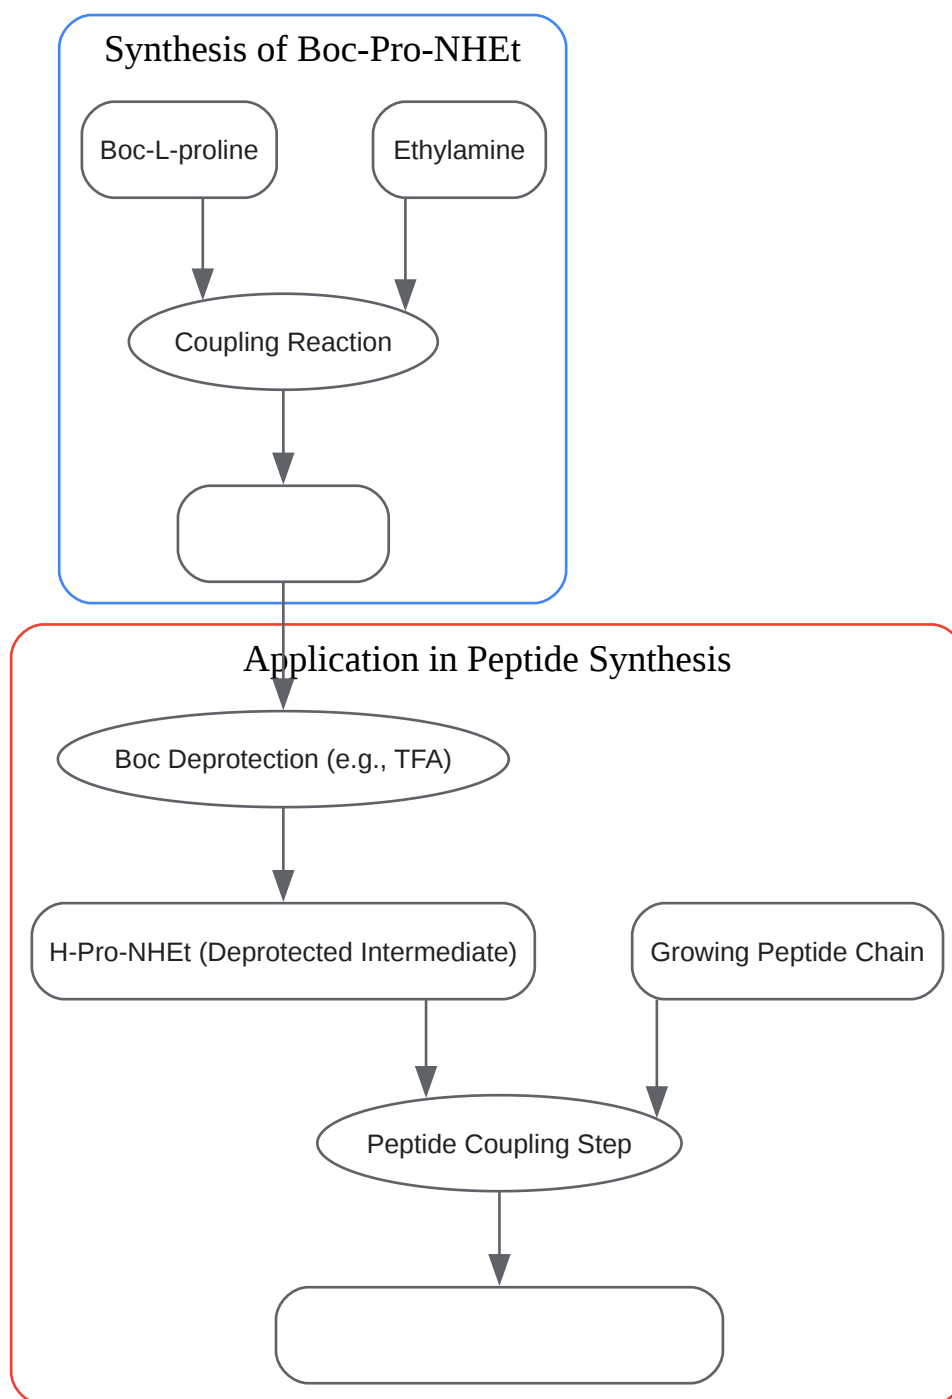 Synthesis of Boc-Pro-NHEt
Boc-L-proline
Ethylamine
Coupling Reaction
Application in Peptide Synthesis
Boc Deprotection (e.g., TFA)
H-Pro-NHEt (Deprotected Intermediate)
Growing Peptide Chain
Peptide Coupling Step